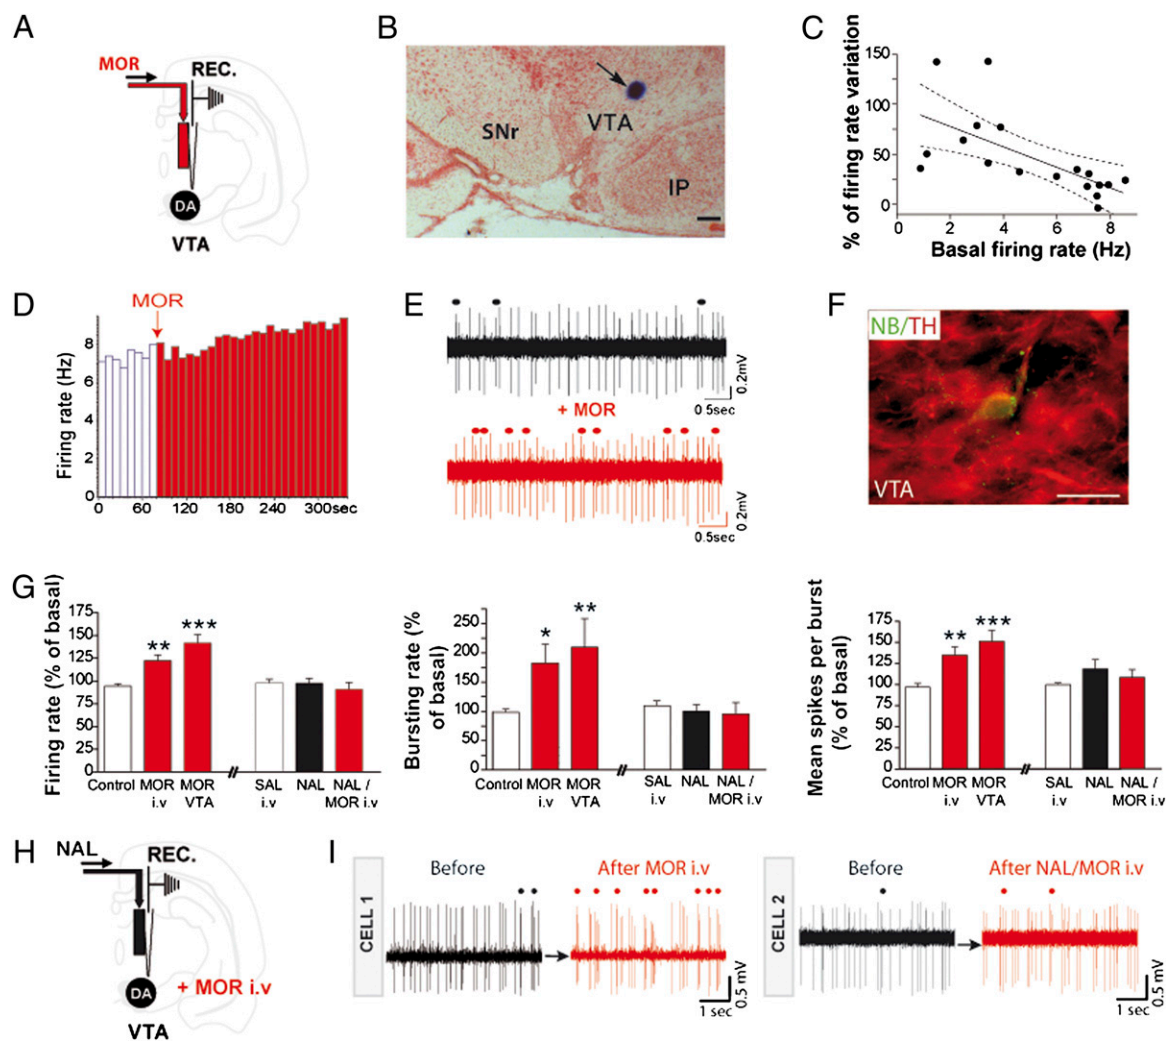 A
MOR
REC.
DA
VTA
B
SNr
VTA
IP
C
% of firing rate variation
150
100
50
0
0 2 4 6 8
Basal firing rate (Hz)
D
MOR
Firing rate (Hz)
8
6
4
2
0
0 60 120 180 240 300sec
E
0.2mV
0 5sec
+ MOR
0.2mV
0.5sec
F
NB/TH
VTA
G
Firing rate (% of basal)
175
150
125
100
75
50
25
0
** ***
Control MOR i.v MOR VTA SAL i.v NAL NAL / MOR i.v
Bursting rate (% of basal)
250
200
150
100
50
0
* **
Control MOR i.v MOR VTA SAL i.v NAL NAL / MOR i.v
Mean spikes per burst (% of basal)
175
150
125
100
75
50
25
0
** ***
Control MOR i.v MOR VTA SAL i.v NAL NAL / MOR i.v
H
NAL
REC.
DA
+ MOR i.v
VTA
I
CELL 1
Before
After MOR i.v
0.5 mV
1 sec
CELL 2
Before
After NAL/MOR i.v
0.5 mV
1 sec